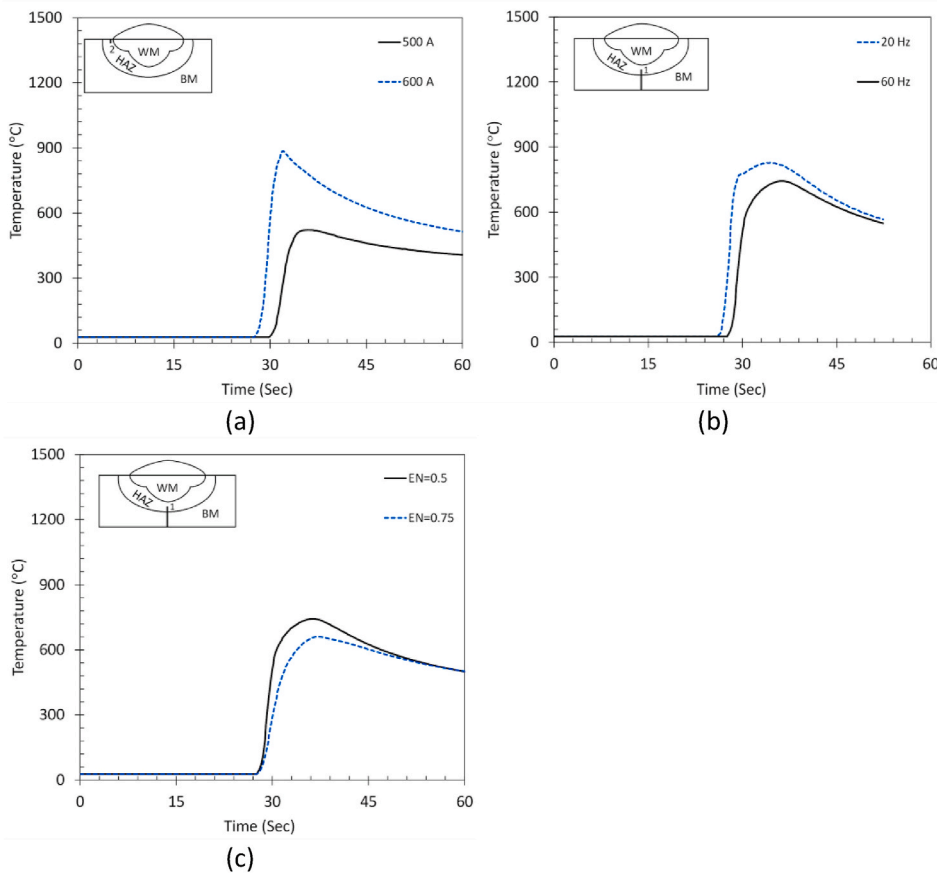 1500
1200
900
600
300
0
Temperature (°C)
0 15 30 45 60
Time (Sec)
2
WM
HAZ
BM
500 A
600 A
(a)
1500
1200
900
600
300
0
Temperature (°C)
0 15 30 45 60
Time (Sec)
WM
HAZ
1
BM
20 Hz
60 Hz
(b)
1500
1200
900
600
300
0
Temperature (°C)
0 15 30 45 60
Time (Sec)
WM
HAZ
1
BM
EN=0.5
EN=0.75
(c)